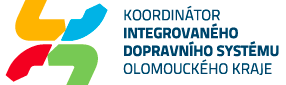 KOORDINÁTOR
INTEGROVANÉHO
DOPRAVNÍHO SYSTÉMU
OLOMOUCKÉHO KRAJE